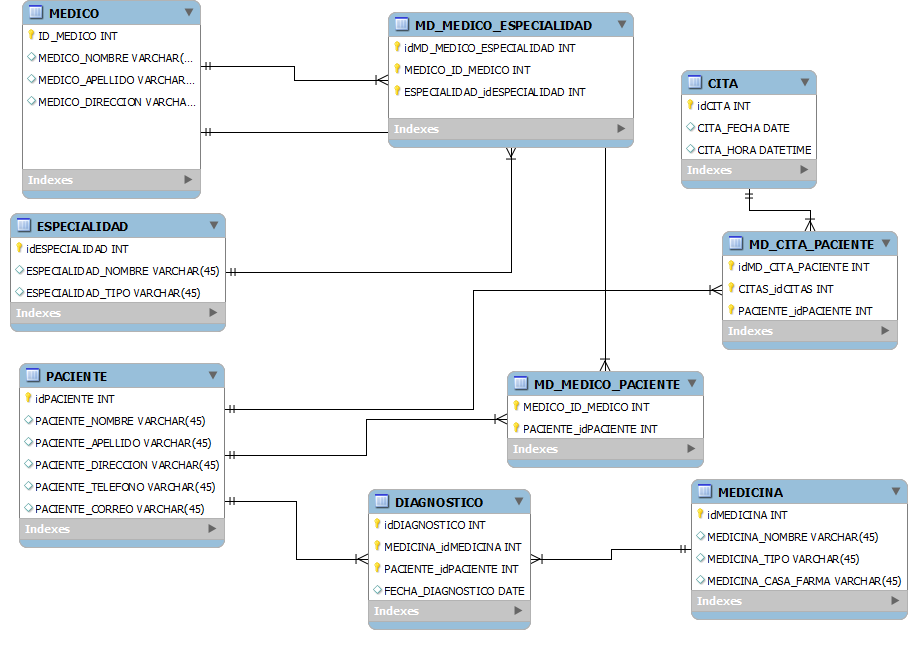 MEDICO
ID_MEDICO INT
MEDICO_NOMBRE VARCHAR(...
MEDICO_APELLIDO VARCHAR...
MEDICO_DIRECCION VARCHA...
Indexes
MD_MEDICO_ESPECIALIDAD
idMD_MEDICO_ESPECIALIDAD INT
MEDICO_ID_MEDICO INT
ESPECIALIDAD_idESPECIALIDAD INT
Indexes
CITA
idCITA INT
CITA_FECHA DATE
CITA_HORA DATETIME
Indexes
ESPECIALIDAD
idESPECIALIDAD INT
ESPECIALIDAD_NOMBRE VARCHAR(45)
ESPECIALIDAD_TIPO VARCHAR(45)
Indexes
MD_CITA_PACIENTE
idMD_CITA_PACIENTE INT
CITAS_idCITAS INT
PACIENTE_idPACIENTE INT
Indexes
PACIENTE
idPACIENTE INT
PACIENTE_NOMBRE VARCHAR(45)
PACIENTE_APELLIDO VARCHAR(45)
PACIENTE_DIRECCION VARCHAR(45)
PACIENTE_TELEFONO VARCHAR(45)
PACIENTE_CORREO VARCHAR(45)
Indexes
MD_MEDICO_PACIENTE
MEDICO_ID_MEDICO INT
PACIENTE_idPACIENTE INT
Indexes
DIAGNOSTICO
idDIAGNOSTICO INT
MEDICINA_idMEDICINA INT
PACIENTE_idPACIENTE INT
FECHA_DIAGNOSTICO DATE
Indexes
MEDICINA
idMEDICINA INT
MEDICINA_NOMBRE VARCHAR(45)
MEDICINA_TIPO VARCHAR(45)
MEDICINA_CASA_FARMA VARCHAR(45)
Indexes